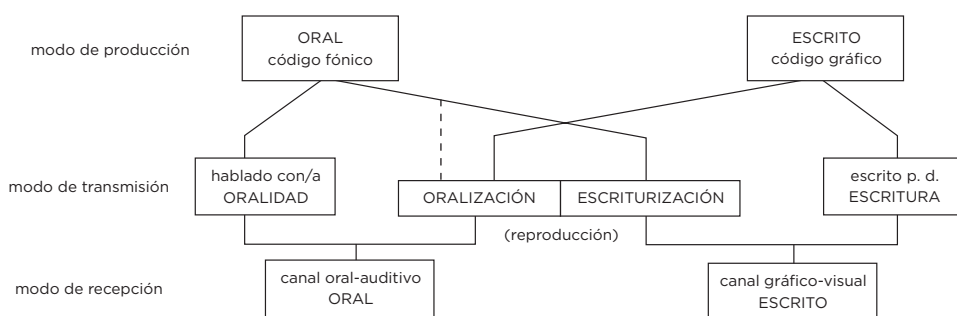 modo de producción
ORAL
código fónico
ESCRITO
código gráfico
modo de transmisión
hablado con/a
ORALIDAD
ORALIZACIÓN
ESCRITURIZACIÓN
escrito p. d.
ESCRITURA
(reproducción)
modo de recepción
canal oral-auditivo
ORAL
canal gráfico-visual
ESCRITO